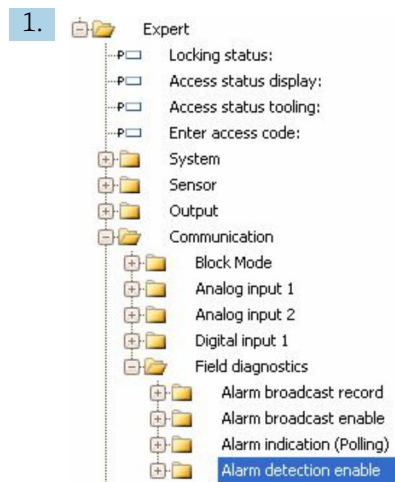 1.
Expert
Locking status:
Access status display:
Access status tooling:
Enter access code:
System
Sensor
Output
Communication
Block Mode
Analog input 1
Analog input 2
Digital input 1
Field diagnostics
Alarm broadcast record
Alarm broadcast enable
Alarm indication (Polling)
Alarm detection enable